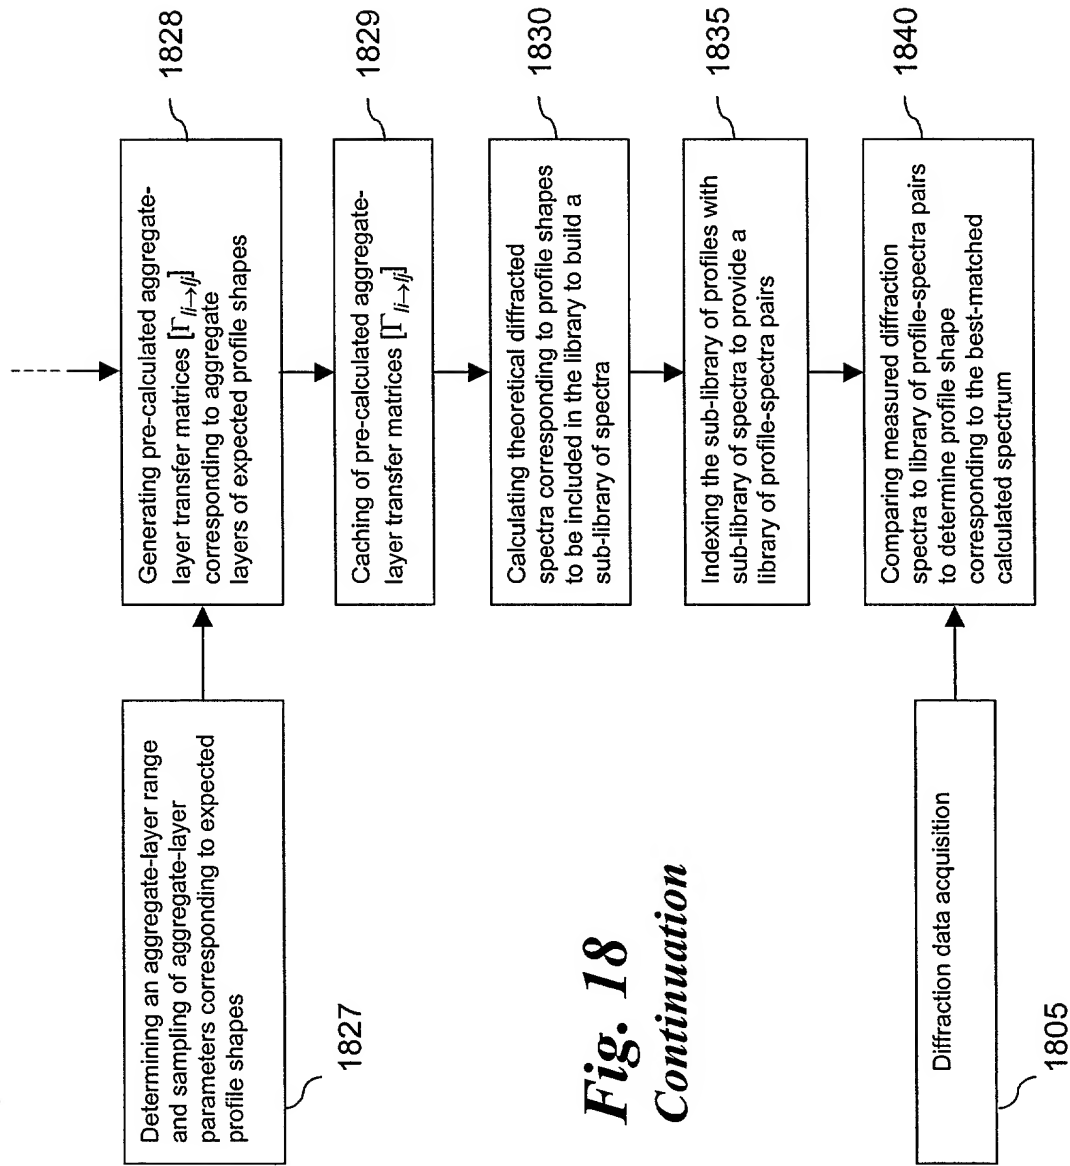 1828
Generating pre-calculated aggregate-
layer transfer matrices [Γli→lj]
corresponding to aggregate
layers of expected profile shapes
Determining an aggregate-layer range
and sampling of aggregate-layer
parameters corresponding to expected
profile shapes
1827
1829
Caching of pre-calculated aggregate-
layer transfer matrices [Γli→lj]
1830
Calculating theoretical diffracted
spectra corresponding to profile shapes
to be included in the library to build a
sub-library of spectra
1835
Indexing the sub-library of profiles with
sub-library of spectra to provide a
library of profile-spectra pairs
1840
Comparing measured diffraction
spectra to library of profile-spectra pairs
to determine profile shape
corresponding to the best-matched
calculated spectrum
Diffraction data acquisition
1805
Fig. 18
Continuation